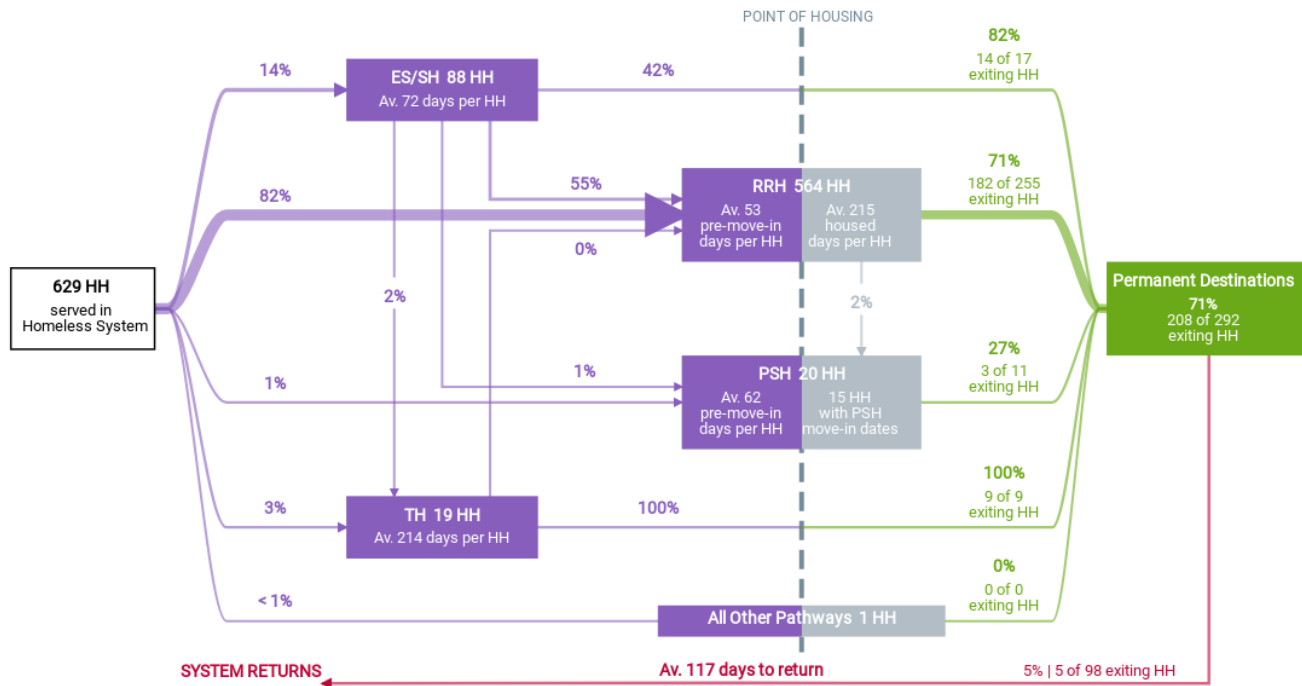 POINT OF HOUSING
14%
ES/SH 88 HH
Av. 72 days per HH
42%
82%
14 of 17
exiting HH
82%
55%
0%
RRH 564 HH
Av. 53
pre-move-in
days per HH
Av. 215
housed
days per HH
71%
182 of 255
exiting HH
629 HH
served in
Homeless System
2%
2%
Permanent Destinations
71%
208 of 292
exiting HH
1%
1%
PSH 20 HH
Av. 62
pre-move-in
days per HH
15 HH
with PSH
move-in dates
27%
3 of 11
exiting HH
3%
TH 19 HH
Av. 214 days per HH
100%
100%
9 of 9
exiting HH
< 1%
All Other Pathways 1 HH
0%
0 of 0
exiting HH
SYSTEM RETURNS
Av. 117 days to return
5% | 5 of 98 exiting HH